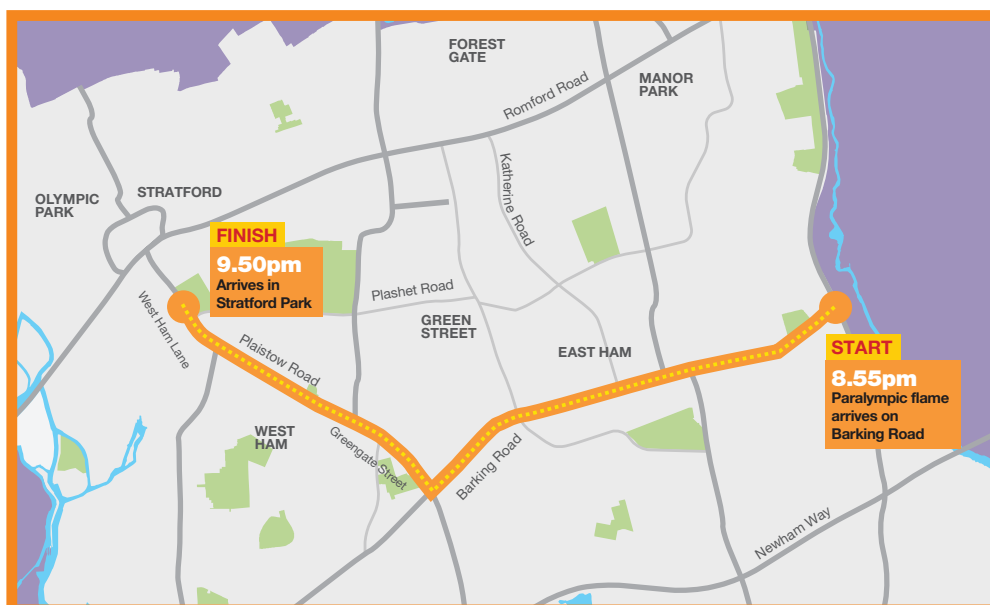 FOREST
GATE
MANOR
PARK
Romford Road
Katherine Road
OLYMPIC
PARK
STRATFORD
FINISH
9.50pm
Arrives in
Stratford Park
Plashet Road
GREEN
STREET
West Ham Lane
Plaistow Road
EAST HAM
START
8.55pm
Paralympic flame
arrives on
Barking Road
WEST
HAM
Greengate Street
Barking Road
Newham Way